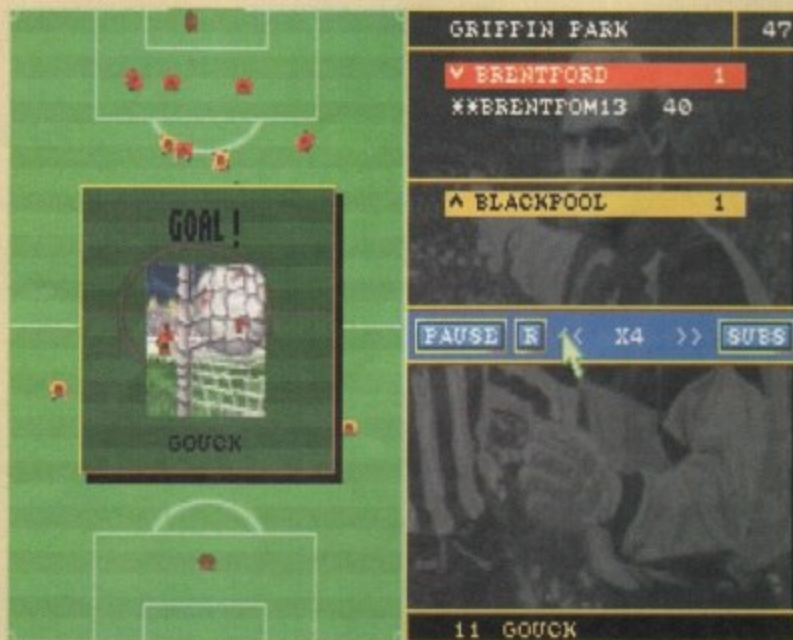 GRIFFIN PARK 47
BRENTFORD 1
**BRENTFOM13 40
BLACKPOOL 1
PAUSE R << X4 >> SUBS
GOAL!
GOUCK
11 GOUCK